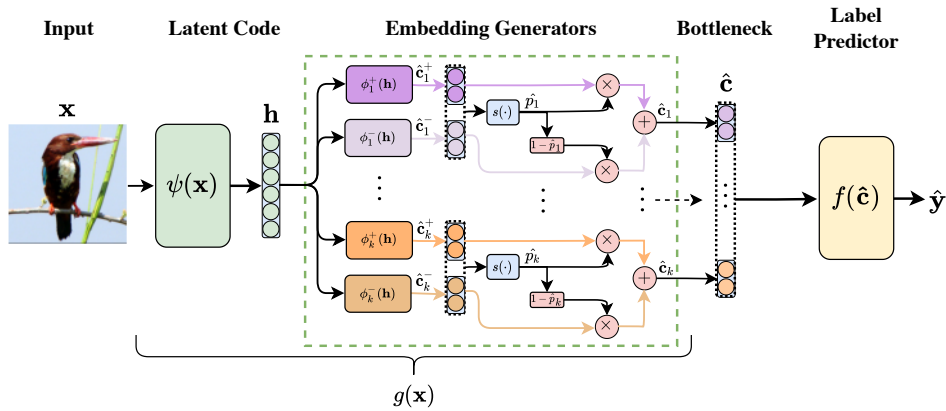 Input
Latent Code
Embedding Generators
Bottleneck
Label
Predictor
x
ψ(x)
h
ϕ₁⁺(h)
ĉ₁⁺
s(·)
p̂₁
1 − p̂₁
×
ϕ₁⁻(h)
ĉ₁⁻
×
+
ĉ₁
ϕₖ⁺(h)
ĉₖ⁺
s(·)
p̂ₖ
1 − p̂ₖ
×
ϕₖ⁻(h)
ĉₖ⁻
×
+
ĉₖ
ĉ
f(ĉ)
ŷ
g(x)